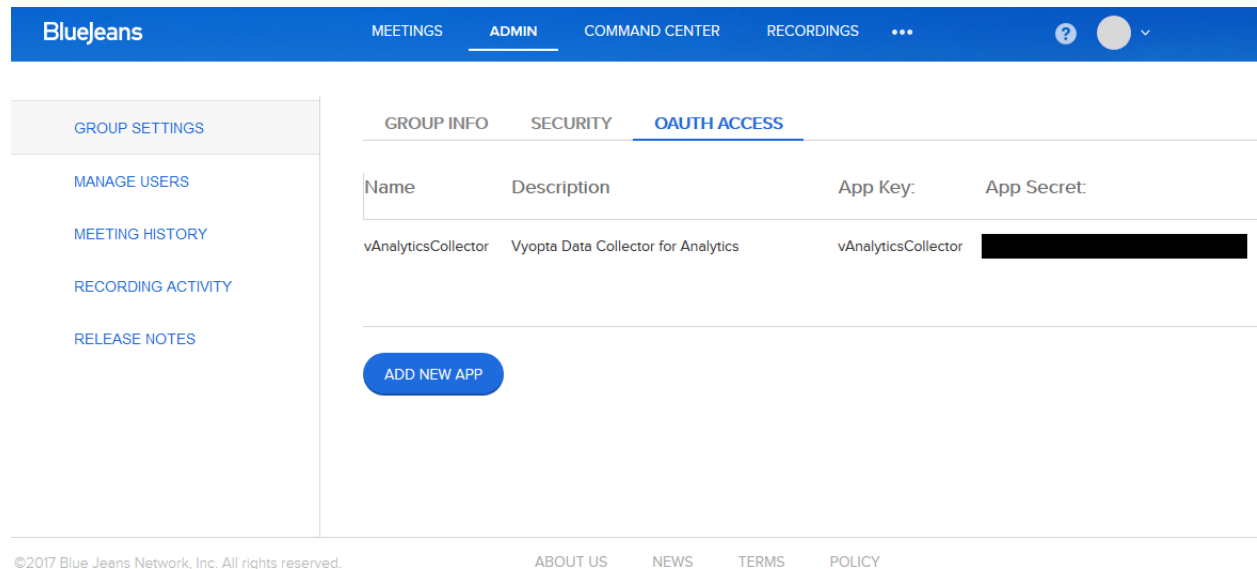 BlueJeans MEETINGS ADMIN COMMAND CENTER RECORDINGS ••• ?
GROUP SETTINGS
MANAGE USERS
MEETING HISTORY
RECORDING ACTIVITY
RELEASE NOTES
GROUP INFO SECURITY OAUTH ACCESS
Name Description App Key: App Secret:
vAnalyticsCollector Vyopta Data Collector for Analytics vAnalyticsCollector
ADD NEW APP
©2017 Blue Jeans Network, Inc. All rights reserved. ABOUT US NEWS TERMS POLICY